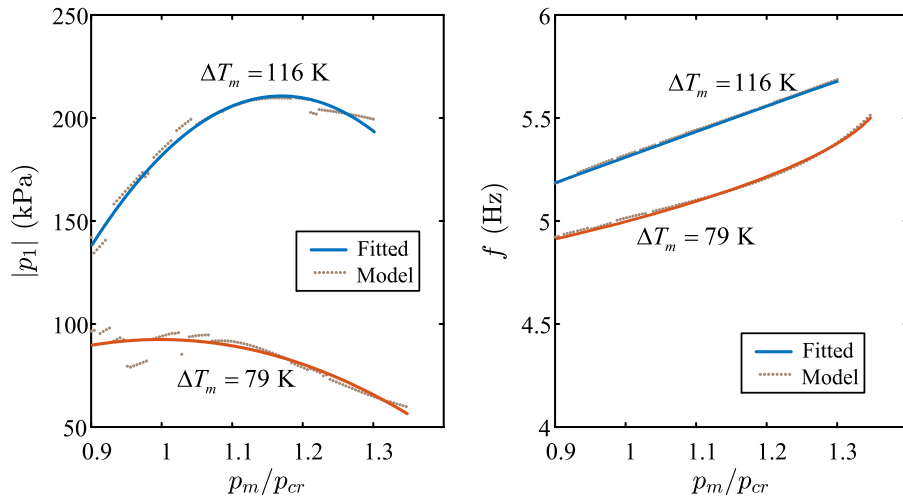 250
200
150
100
50
|p₁| (kPa)
ΔTₘ = 116 K
Fitted
Model
ΔTₘ = 79 K
0.9 1 1.1 1.2 1.3
pₘ/p_cr
6
5.5
5
4.5
4
f (Hz)
ΔTₘ = 116 K
ΔTₘ = 79 K
Fitted
Model
0.9 1 1.1 1.2 1.3
pₘ/p_cr